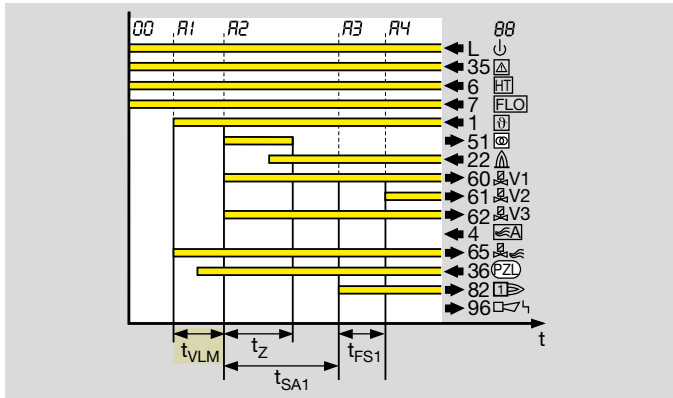 00 A1 A2 A3 A4 88
L
35
6 HT
7 FLO
1 ϑ
51
22
60 V1
61 V2
62 V3
4 A
65
36 PZL
82 1
96
t
tVLM tZ tFS1
tSA1